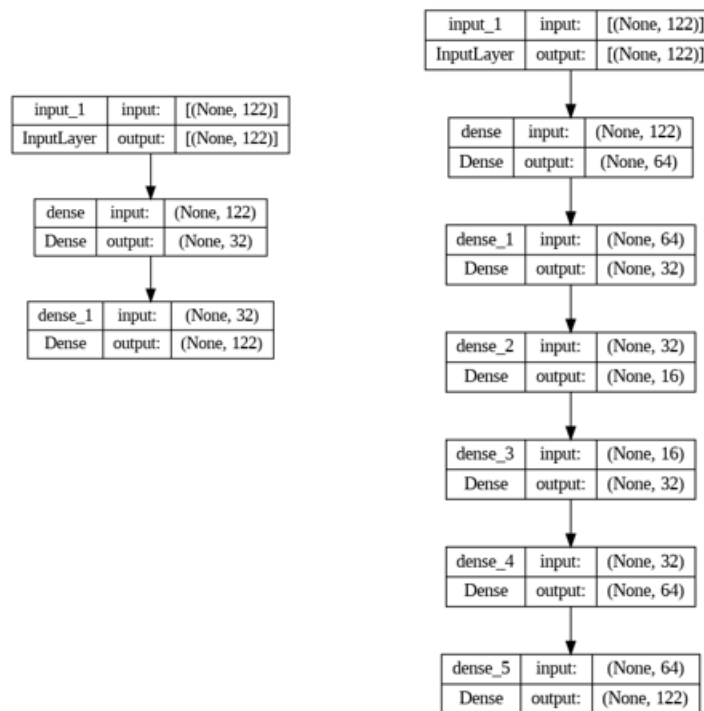 input_1 input: [(None, 122)]
InputLayer output: [(None, 122)]
dense input: (None, 122)
Dense output: (None, 32)
dense_1 input: (None, 32)
Dense output: (None, 122)
input_1 input: [(None, 122)]
InputLayer output: [(None, 122)]
dense input: (None, 122)
Dense output: (None, 64)
dense_1 input: (None, 64)
Dense output: (None, 32)
dense_2 input: (None, 32)
Dense output: (None, 16)
dense_3 input: (None, 16)
Dense output: (None, 32)
dense_4 input: (None, 32)
Dense output: (None, 64)
dense_5 input: (None, 64)
Dense output: (None, 122)